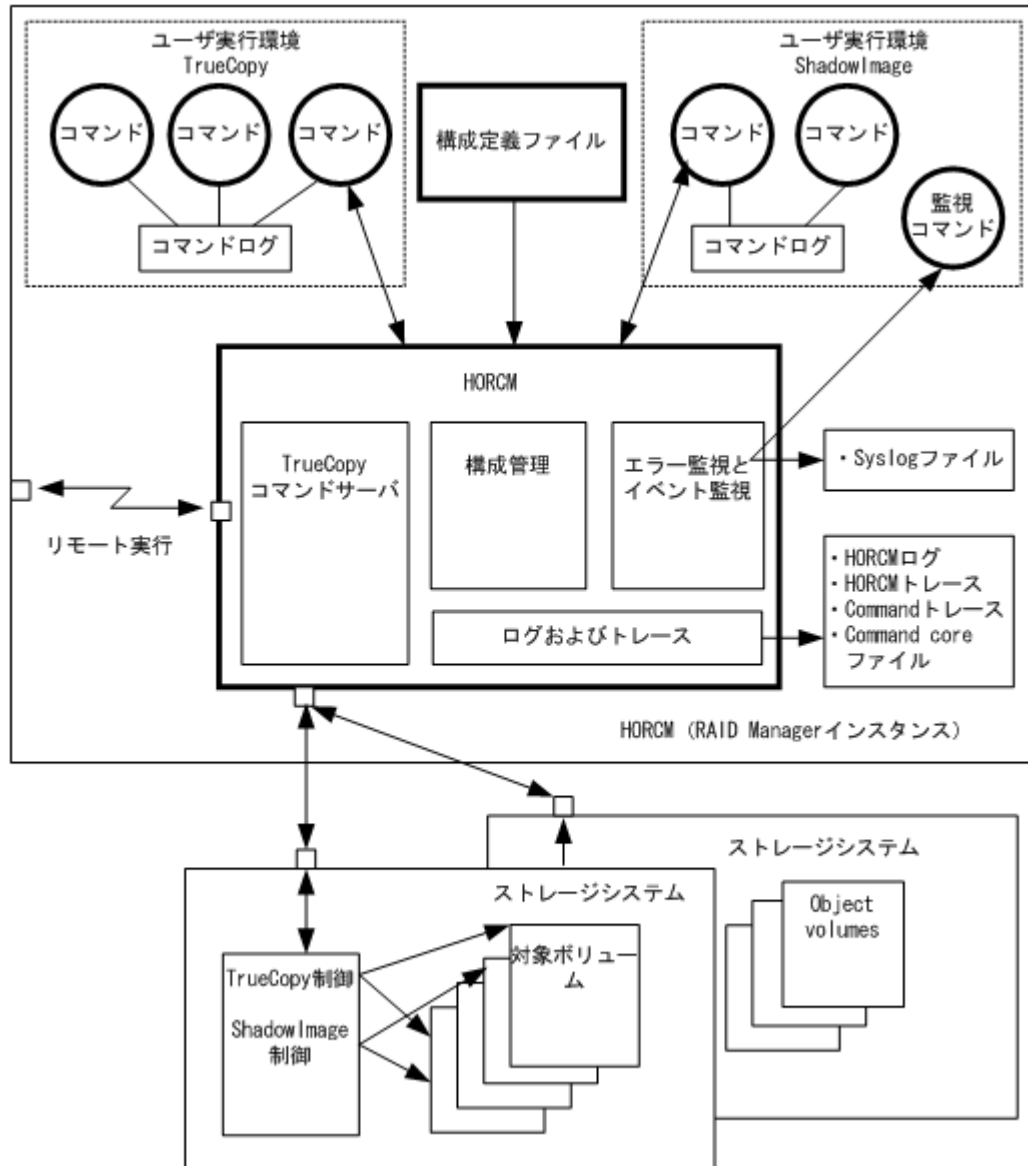 ユーザ実行環境
TrueCopy
コマンド
コマンド
コマンド
コマンドログ
構成定義ファイル
ユーザ実行環境
ShadowImage
コマンド
コマンド
監視
コマンド
コマンドログ
HORCM
TrueCopy
コマンドサーバ
構成管理
エラー監視と
イベント監視
・Syslogファイル
リモート実行
ログおよびトレース
・HORCMログ
・HORCMトレース
・Commandトレース
・Command core
ファイル
HORCM (RAID Managerインスタンス)
ストレージシステム
Object
volumes
ストレージシステム
対象ボリュー
ム
TrueCopy制御
ShadowImage
制御